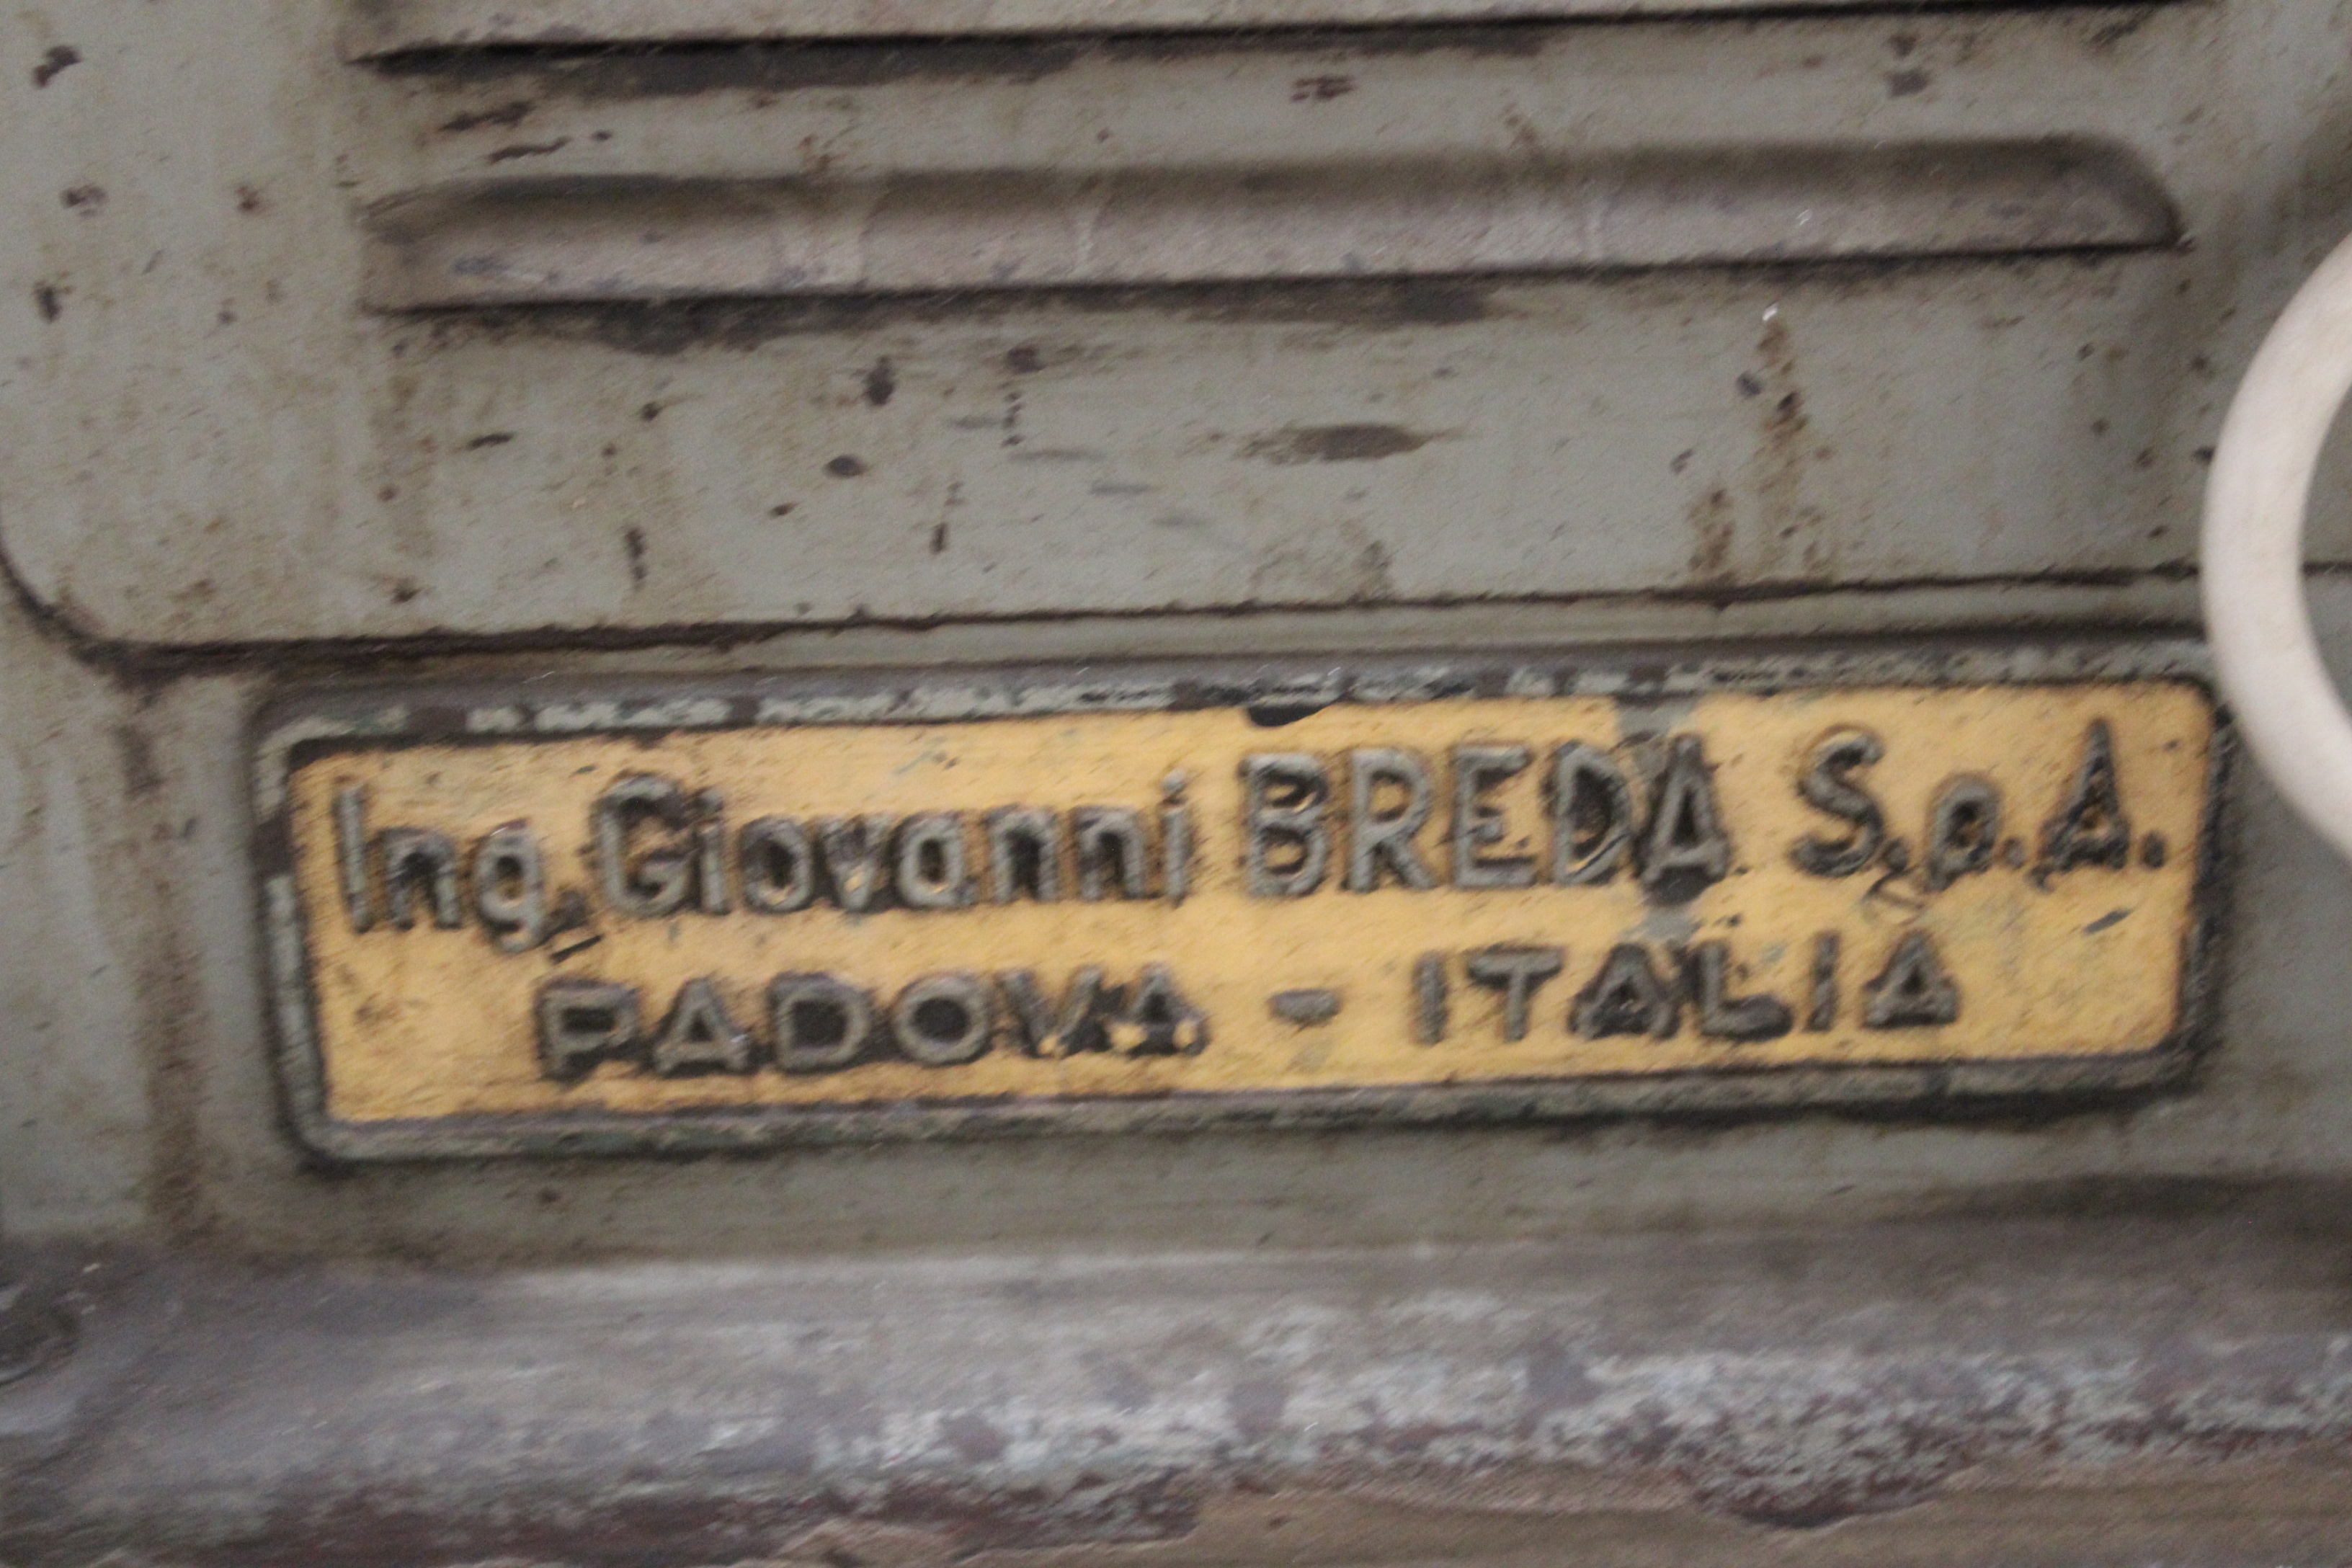 Ing. Giovanni BREDA S.p.A.
PADOVA - ITALIA